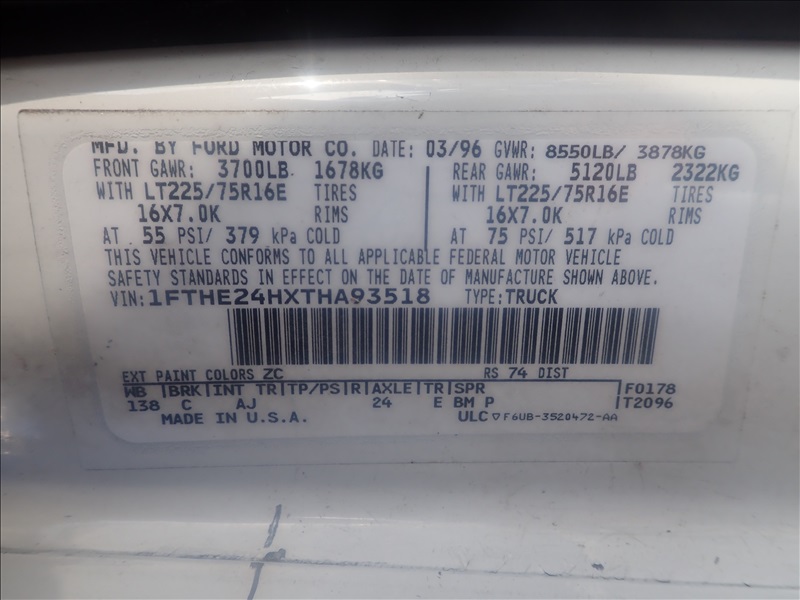 MFD. BY FORD MOTOR CO. DATE: 03/96 GVWR: 8550LB/ 3878KG
FRONT GAWR: 3700LB 1678KG REAR GAWR: 5120LB 2322KG
WITH LT225/75R16E TIRES WITH LT225/75R16E TIRES
16X7.0K RIMS 16X7.0K RIMS
AT 55 PSI/ 379 kPa COLD AT 75 PSI/ 517 kPa COLD
THIS VEHICLE CONFORMS TO ALL APPLICABLE FEDERAL MOTOR VEHICLE
SAFETY STANDARDS IN EFFECT ON THE DATE OF MANUFACTURE SHOWN ABOVE.
VIN: 1FTHE24HXTHA93518 TYPE: TRUCK
EXT PAINT COLORS ZC RS 74 DIST
WB |BRK|INT TR|TP/PS|R|AXLE|TR|SPR |F0178
138 C AJ 24 E BM P |T2096
MADE IN U.S.A. ULC ▽ F6UB-3520472-AA